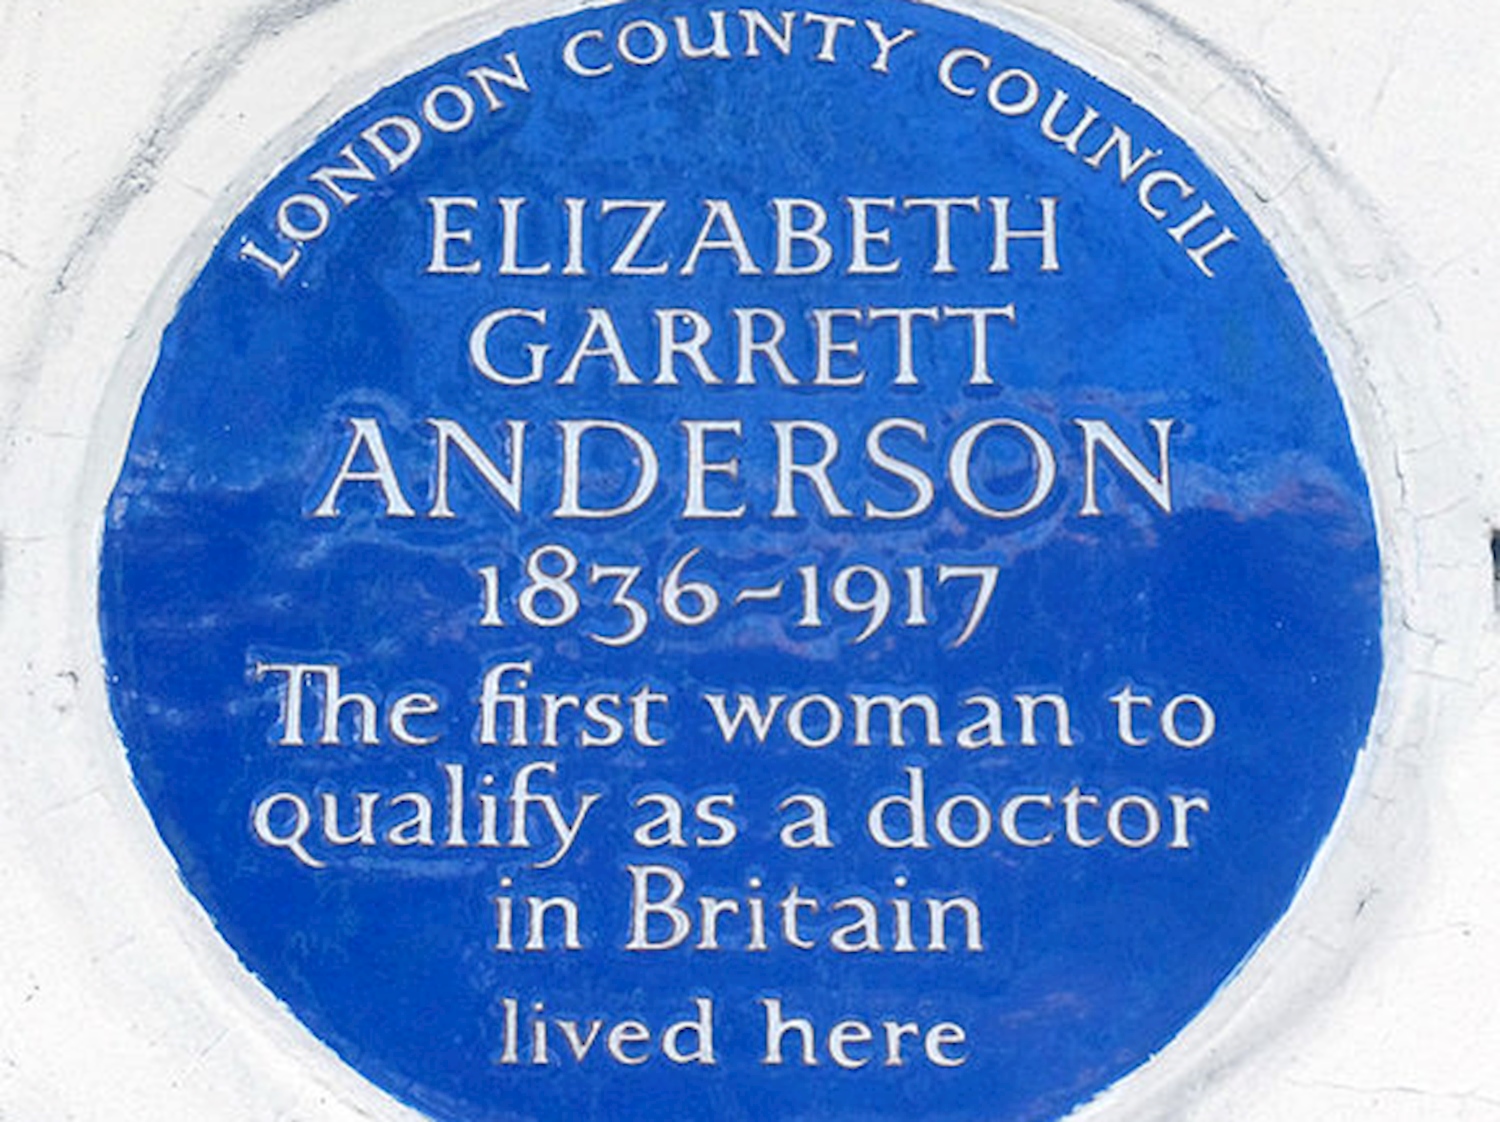 LONDON COUNTY COUNCIL
ELIZABETH
GARRETT
ANDERSON
1836~1917
The first woman to
qualify as a doctor
in Britain
lived here